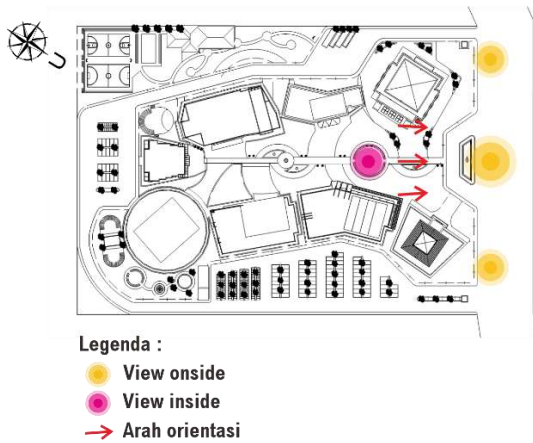 U
Legenda :
View onside
View inside
Arah orientasi